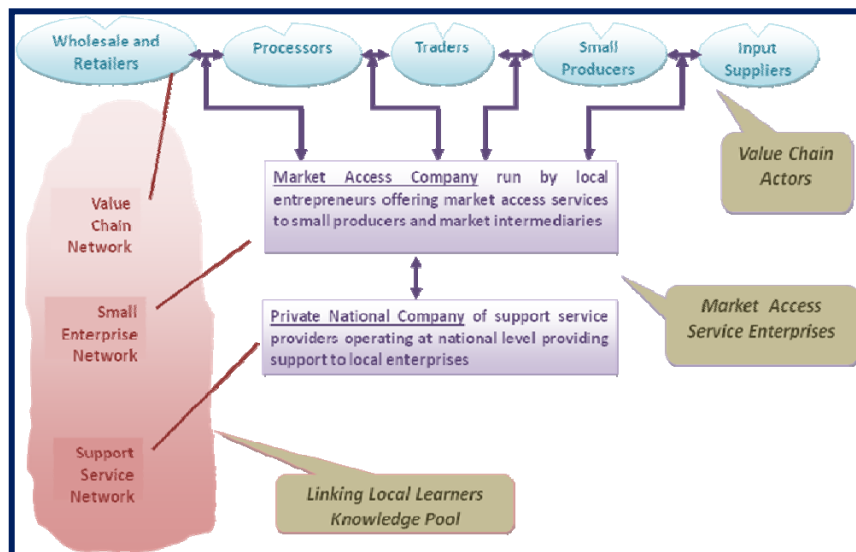 Wholesale and
Retailers
Processors
Traders
Small
Producers
Input
Suppliers
Value Chain
Actors
Market Access Company run by local
entrepreneurs offering market access services
to small producers and market intermediaries
Value
Chain
Network
Market Access
Service Enterprises
Small
Enterprise
Network
Private National Company of support service
providers operating at national level providing
support to local enterprises
Support
Service
Network
Linking Local Learners
Knowledge Pool